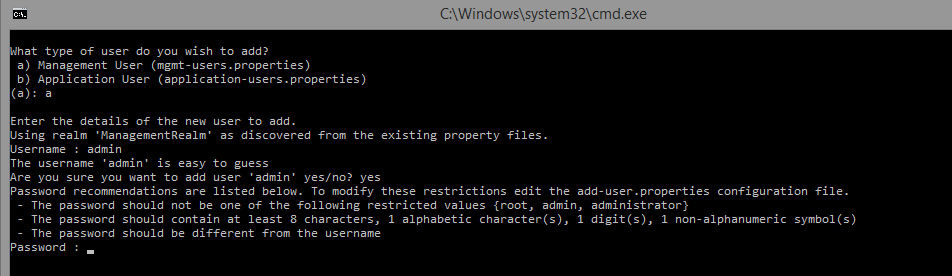 C:\Windows\system32\cmd.exe
C:\.
What type of user do you wish to add?
a) Management User (mgmt-users.properties)
b) Application User (application-users.properties)
(a): a
Enter the details of the new user to add.
Using realm 'ManagementRealm' as discovered from the existing property files.
Username : admin
The username 'admin' is easy to guess
Are you sure you want to add user 'admin' yes/no? yes
Password recommendations are listed below. To modify these restrictions edit the add-user.properties configuration file.
- The password should not be one of the following restricted values {root, admin, administrator}
- The password should contain at least 8 characters, 1 alphabetic character(s), 1 digit(s), 1 non-alphanumeric symbol(s)
- The password should be different from the username
Password :